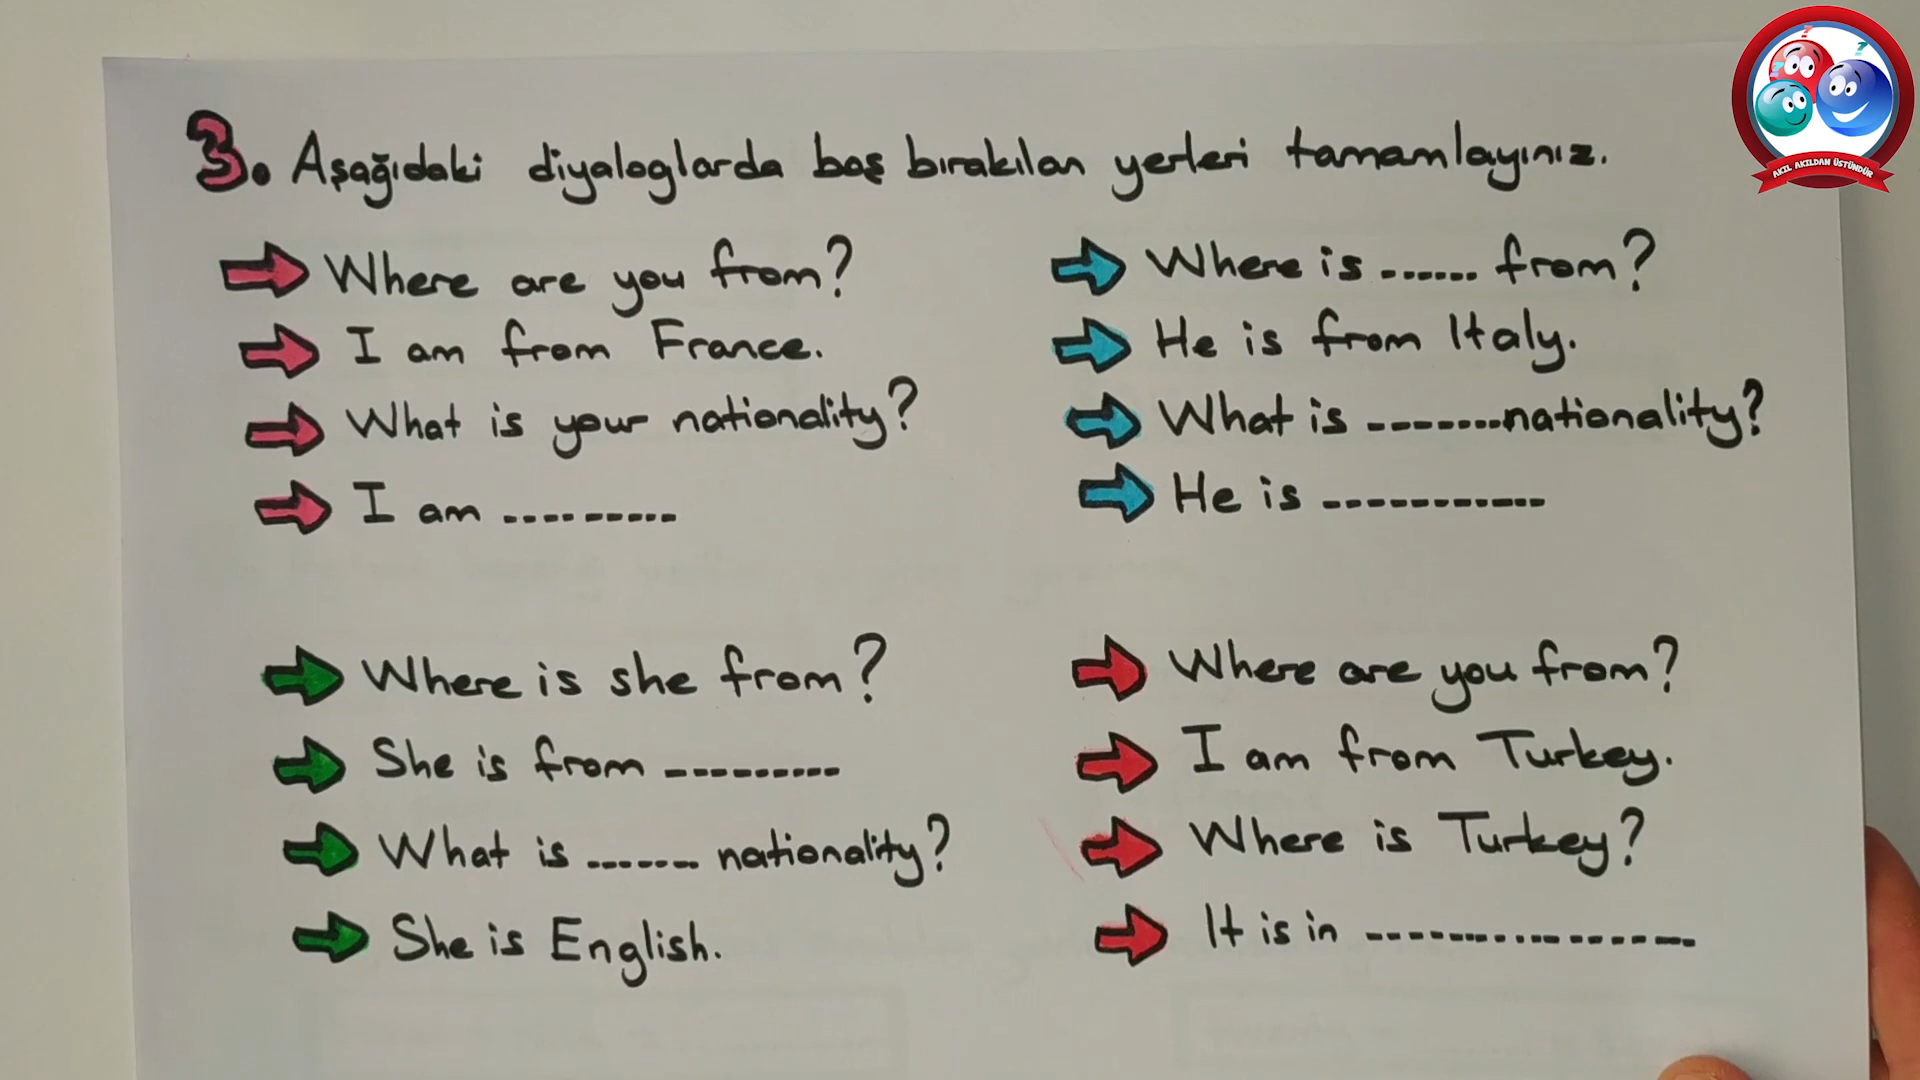 3. Aşağıdaki diyaloglarda boş bırakılan yerleri tamamlayınız.
Where are you from?
I am from France.
What is your nationality?
I am ---------
Where is ------ from?
He is from Italy.
What is ------- nationality?
He is -----------
Where is she from?
She is from ---------
What is ------ nationality?
She is English.
Where are you from?
I am from Turkey.
Where is Turkey?
It is in ----------------
AKIL AKILDAN ÜSTÜNDÜR